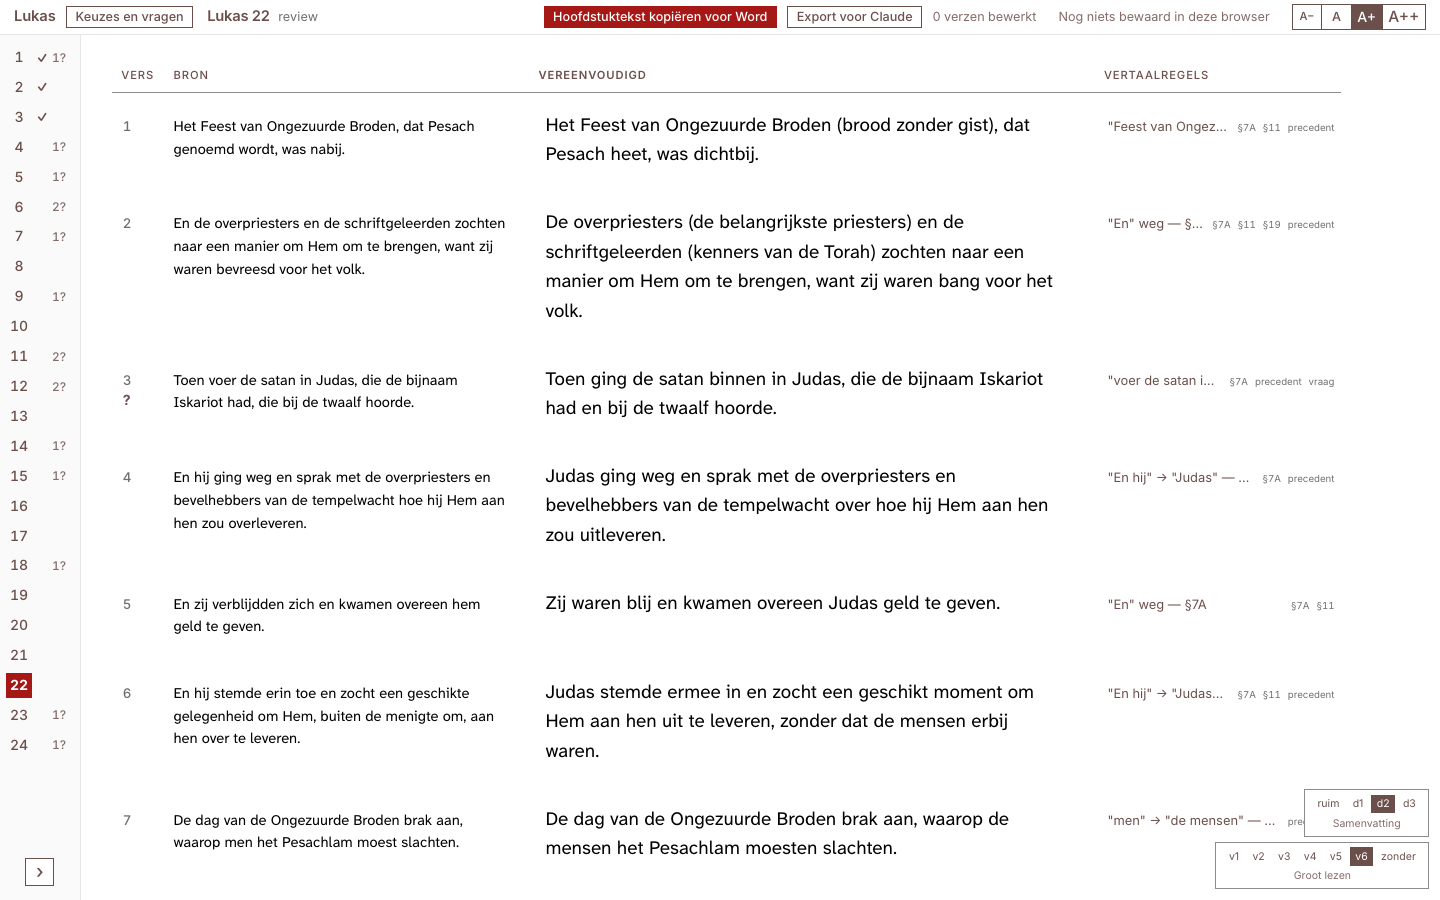 Lukas Keuzes en vragen Lukas 22 review Hoofdstuktekst kopiëren voor Word Export voor Claude 0 verzen bewerkt Nog niets bewaard in deze browser A− A A+ A++
1 ✓ 1?
2 ✓
3 ✓
4 1?
5 1?
6 2?
7 1?
8
9 1?
10
11 2?
12 2?
13
14 1?
15 1?
16
17
18 1?
19
20
21
22
23 1?
24 1?
›
VERS BRON VEREENVOUDIGD VERTAALREGELS
1
Het Feest van Ongezuurde Broden, dat Pesach
genoemd wordt, was nabij.
Het Feest van Ongezuurde Broden (brood zonder gist), dat
Pesach heet, was dichtbij.
"Feest van Ongez... §7A §11 precedent
2
En de overpriesters en de schriftgeleerden zochten
naar een manier om Hem om te brengen, want zij
waren bevreesd voor het volk.
De overpriesters (de belangrijkste priesters) en de
schriftgeleerden (kenners van de Torah) zochten naar een
manier om Hem om te brengen, want zij waren bang voor het
volk.
"En" weg — §... §7A §11 §19 precedent
3
?
Toen voer de satan in Judas, die de bijnaam
Iskariot had, die bij de twaalf hoorde.
Toen ging de satan binnen in Judas, die de bijnaam Iskariot
had en bij de twaalf hoorde.
"voer de satan i... §7A precedent vraag
4
En hij ging weg en sprak met de overpriesters en
bevelhebbers van de tempelwacht hoe hij Hem aan
hen zou overleveren.
Judas ging weg en sprak met de overpriesters en
bevelhebbers van de tempelwacht over hoe hij Hem aan hen
zou uitleveren.
"En hij" → "Judas" — ... §7A precedent
5
En zij verblijdden zich en kwamen overeen hem
geld te geven.
Zij waren blij en kwamen overeen Judas geld te geven.
"En" weg — §7A §7A §11
6
En hij stemde erin toe en zocht een geschikte
gelegenheid om Hem, buiten de menigte om, aan
hen over te leveren.
Judas stemde ermee in en zocht een geschikt moment om
Hem aan hen uit te leveren, zonder dat de mensen erbij
waren.
"En hij" → "Judas... §7A §11 precedent
7
De dag van de Ongezuurde Broden brak aan,
waarop men het Pesachlam moest slachten.
De dag van de Ongezuurde Broden brak aan, waarop de
mensen het Pesachlam moesten slachten.
"men" → "de mensen" — ...
ruim d1 d2 d3
Samenvatting
v1 v2 v3 v4 v5 v6 zonder
Groot lezen